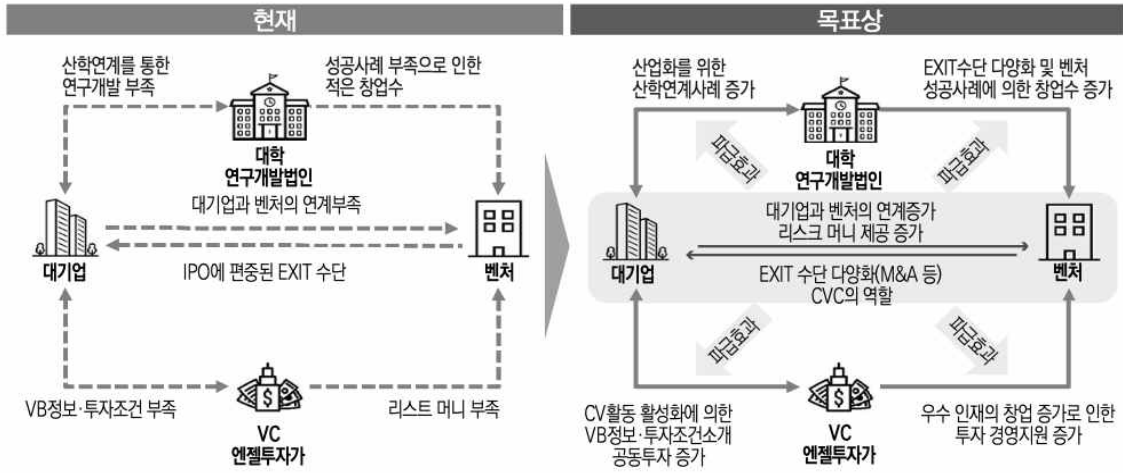 현재
산학연계를 통한
연구개발 부족
성공사례 부족으로 인한
적은 창업수
대학
연구개발법인
대기업과 벤처의 연계부족
대기업
벤처
IPO에 편중된 EXIT 수단
VB정보·투자조건 부족
리스트 머니 부족
$
VC
엔젤투자가
목표상
산업화를 위한
산학연계사례 증가
EXIT수단 다양화 및 벤처
성공사례에 의한 창업수 증가
파급효과
파급효과
대학
연구개발법인
대기업과 벤처의 연계증가
리스크 머니 제공 증가
대기업
벤처
EXIT 수단 다양화(M&A 등)
CVC의 역할
파급효과
파급효과
CV활동 활성화에 의한
VB정보·투자조건소개
공동투자 증가
$
VC
엔젤투자가
우수 인재의 창업 증가로 인한
투자 경영지원 증가